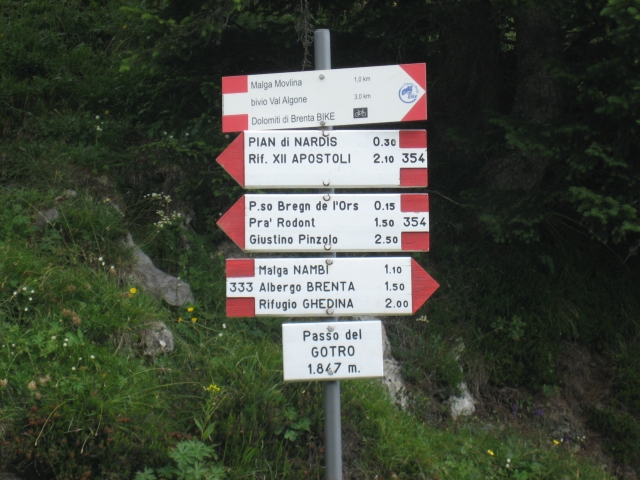 Malga Movlina 1,0 km
bivio Val Algone 3,0 km
Dolomiti di Brenta BIKE
PIAN di NARDIS 0.30
Rif. XII APOSTOLI 2.10 354
P.so Bregn de l'Ors 0.15
Pra' Rodont 1.50 354
Giustino Pinzolo 2.50
Malga NAMBI 1.10
333 Albergo BRENTA 1.50
Rifugio GHEDINA 2.00
Passo del
GOTRO
1.847 m.